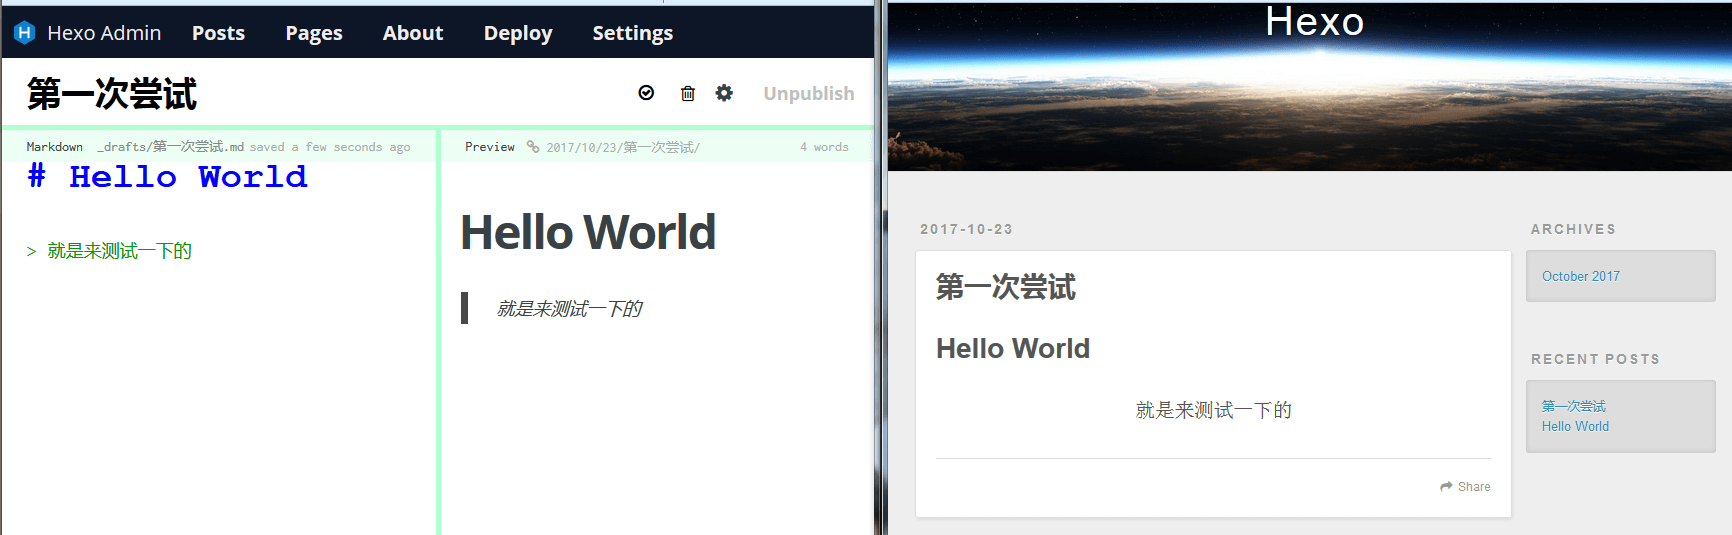 Hexo Admin Posts Pages About Deploy Settings
第一次尝试
Unpublish
Markdown _drafts/第一次尝试.md saved a few seconds ago
# Hello World
> 就是来测试一下的
Preview 2017/10/23/第一次尝试/ 4 words
Hello World
就是来测试一下的
Hexo
2017-10-23
第一次尝试
Hello World
就是来测试一下的
Share
ARCHIVES
October 2017
RECENT POSTS
第一次尝试
Hello World